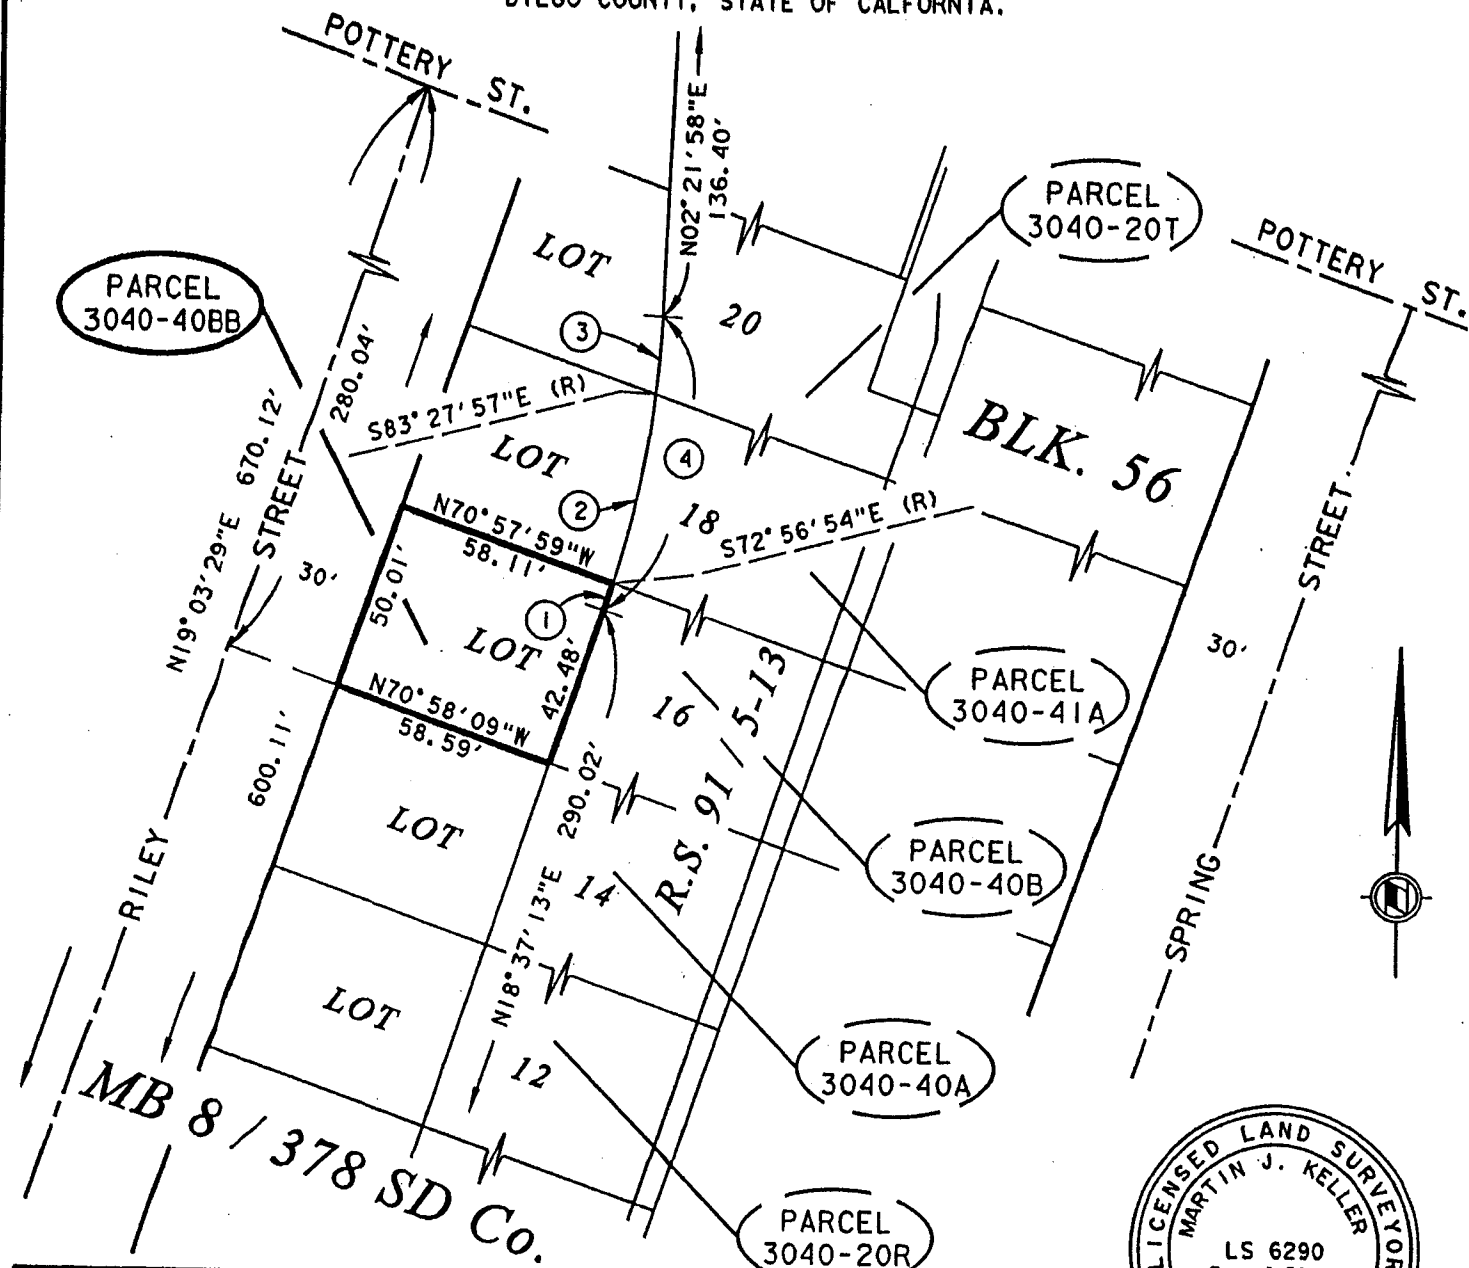 DIEGO COUNTY, STATE OF CALFORNIA.
POTTERY ST.
N02°21'58"E
136.40'
PARCEL
3040-20T
POTTERY ST.
PARCEL
3040-40BB
LOT
20
3
280.04'
S83°27'57"E (R)
N19°03'29"E 670.12'
STREET
LOT
4
BLK. 56
2
18
S72°56'54"E (R)
N70°57'59"W
58.11'
STREET
30'
50.01'
1
LOT
42.48'
30'
16
PARCEL
3040-41A
N70°58'09"W
58.59'
600.11'
290.02'
R.S. 91 / 5-13
LOT
PARCEL
3040-40B
RILEY
N18°37'13"E
14
SPRING
LOT
12
PARCEL
3040-40A
MB 8 / 378 SD Co.
PARCEL
3040-20R
LICENSED LAND SURVEYOR
MARTIN J. KELLER
LS 6290